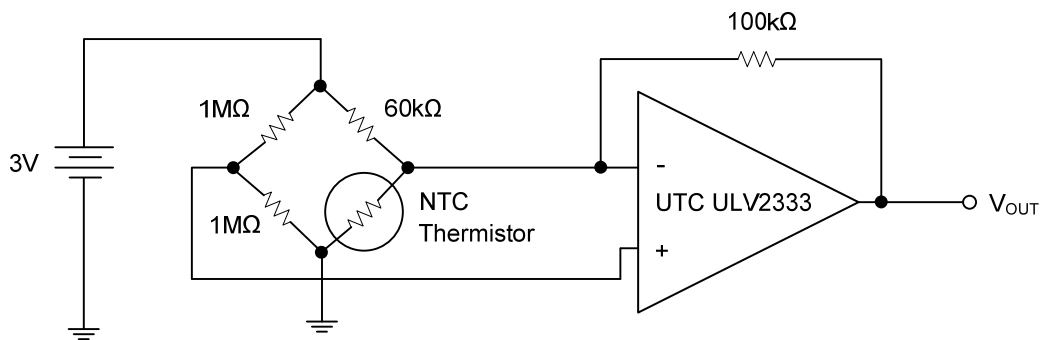 100kΩ
1MΩ
60kΩ
3V
1MΩ
NTC
Thermistor
-
UTC ULV2333
+
VOUT